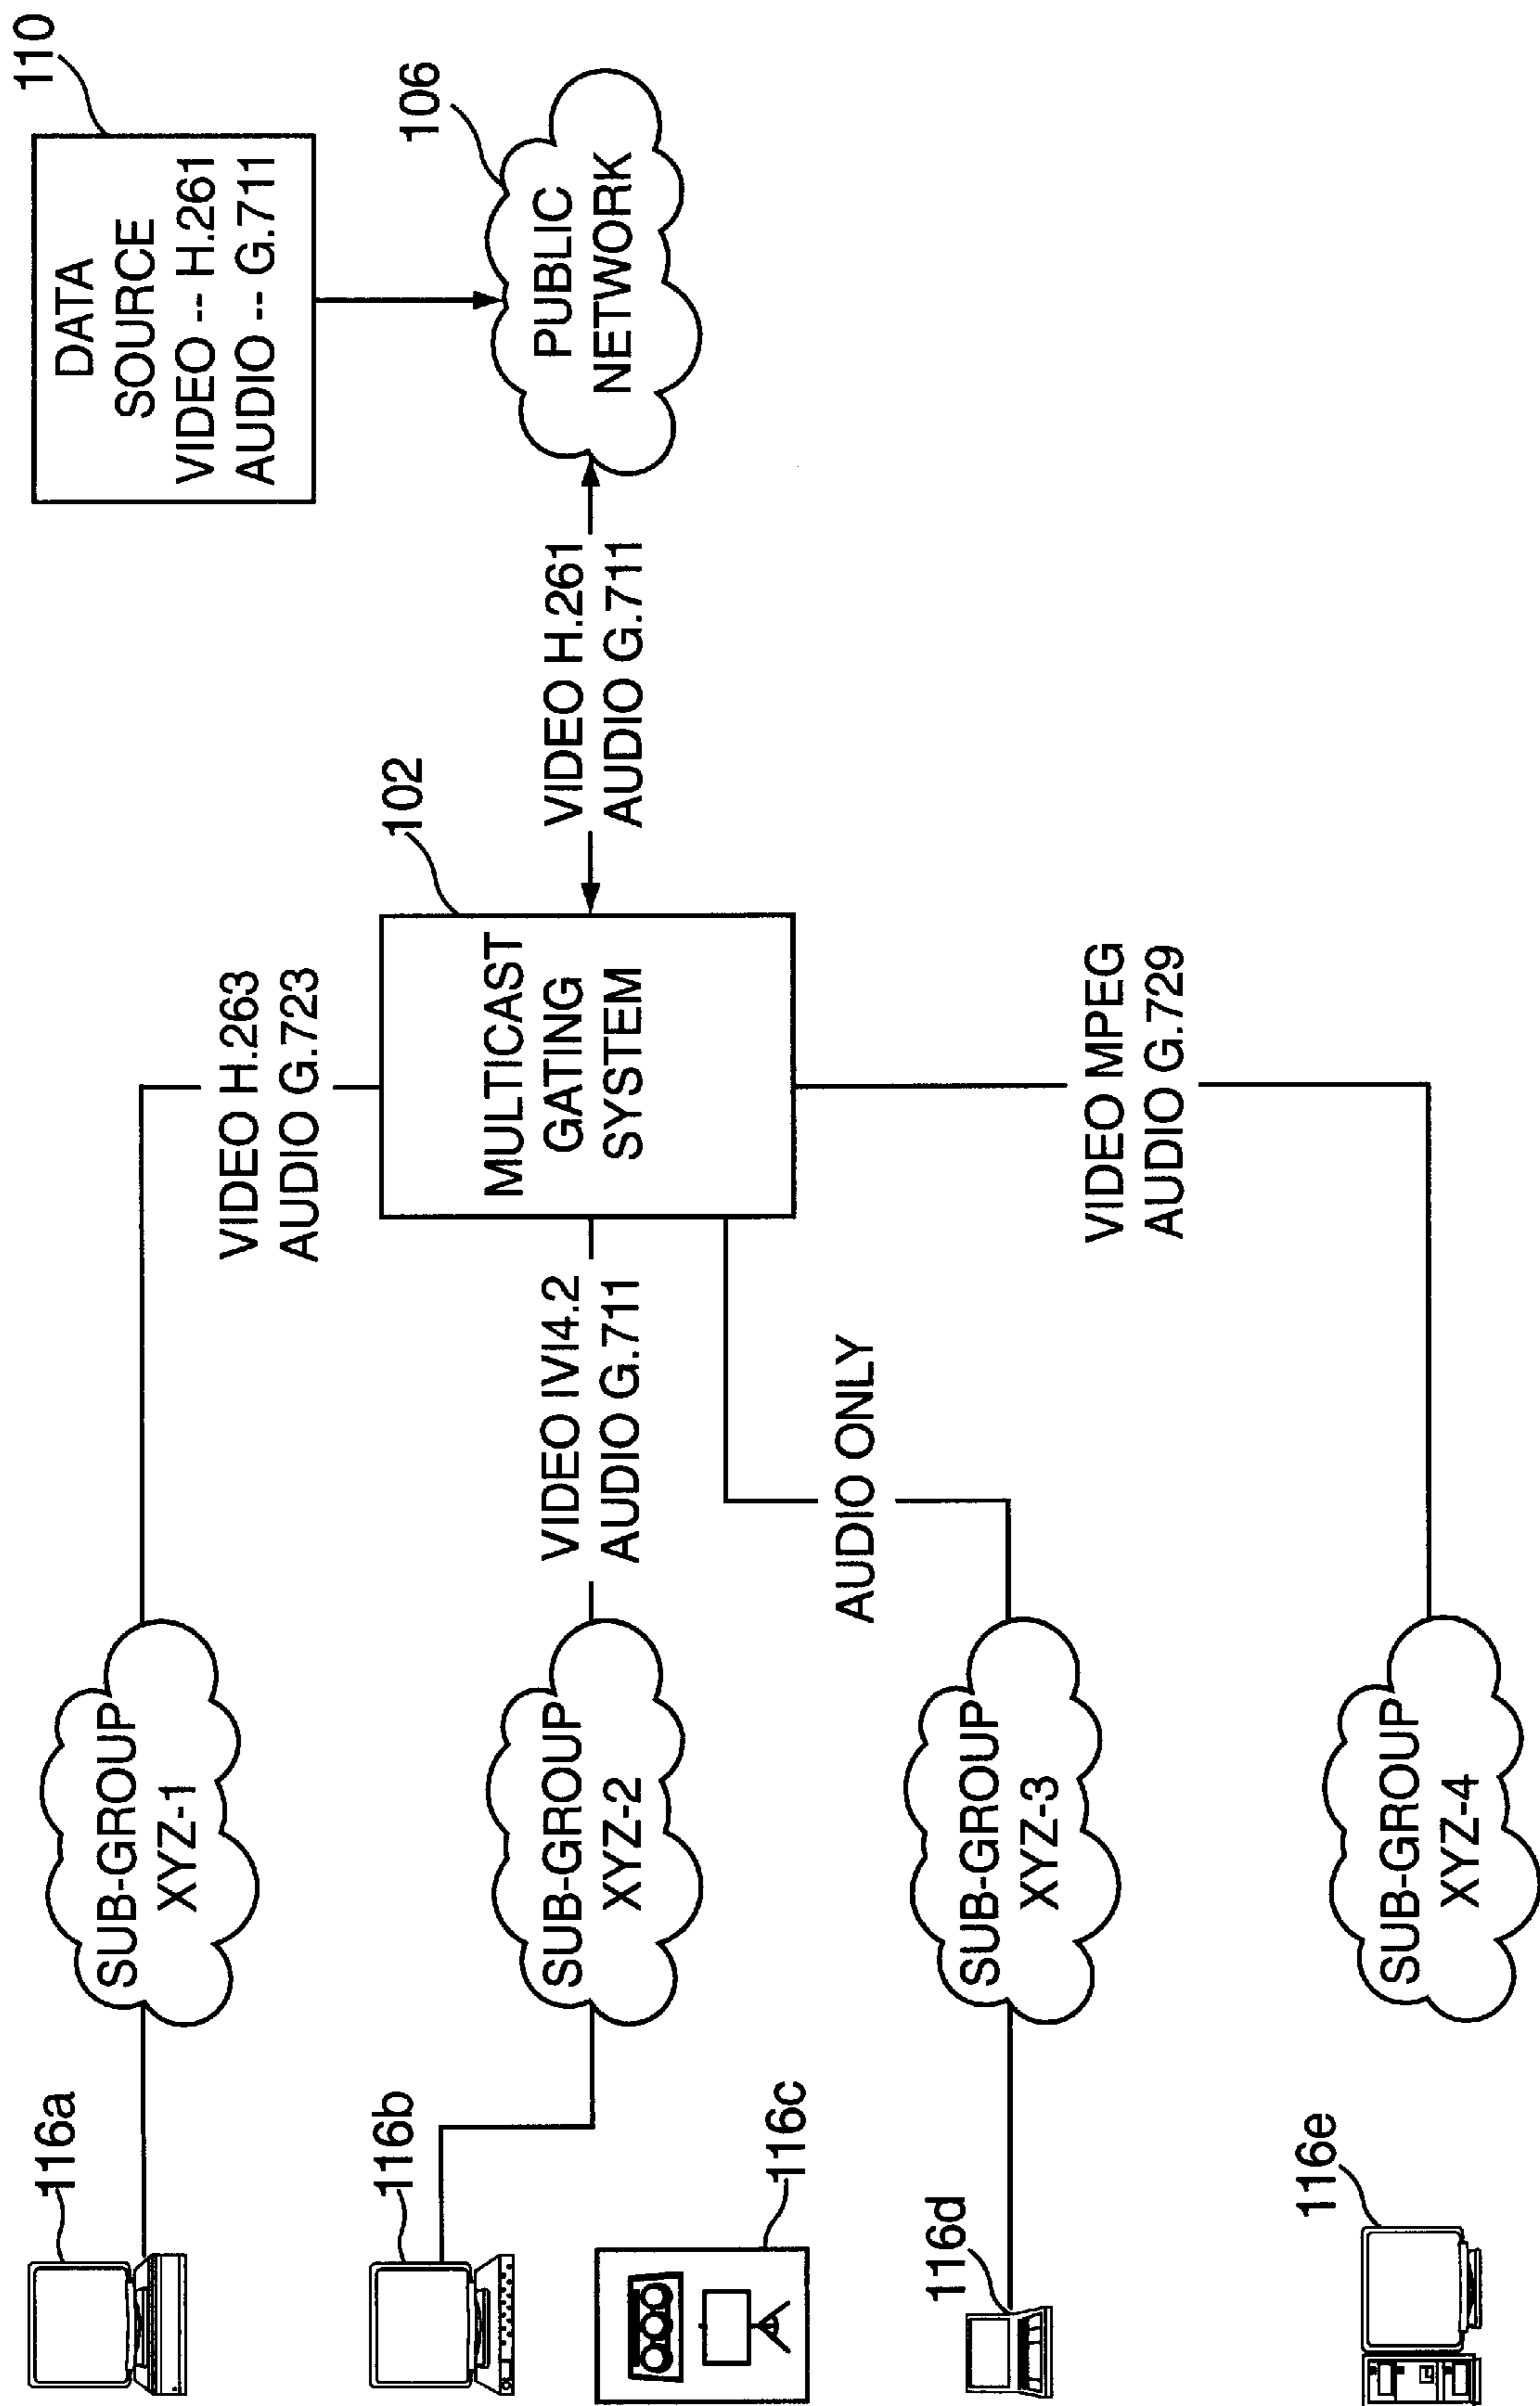 110
DATA
SOURCE
VIDEO -- H.261
AUDIO -- G.711
106
PUBLIC
NETWORK
VIDEO H.261
AUDIO G.711
102
MULTICAST
GATING
SYSTEM
VIDEO H.263
AUDIO G.723
VIDEO IVI4.2
AUDIO G.711
AUDIO ONLY
VIDEO MPEG
AUDIO G.729
SUB-GROUP
XYZ-1
SUB-GROUP
XYZ-2
SUB-GROUP
XYZ-3
SUB-GROUP
XYZ-4
116a
116b
116c
116d
116e